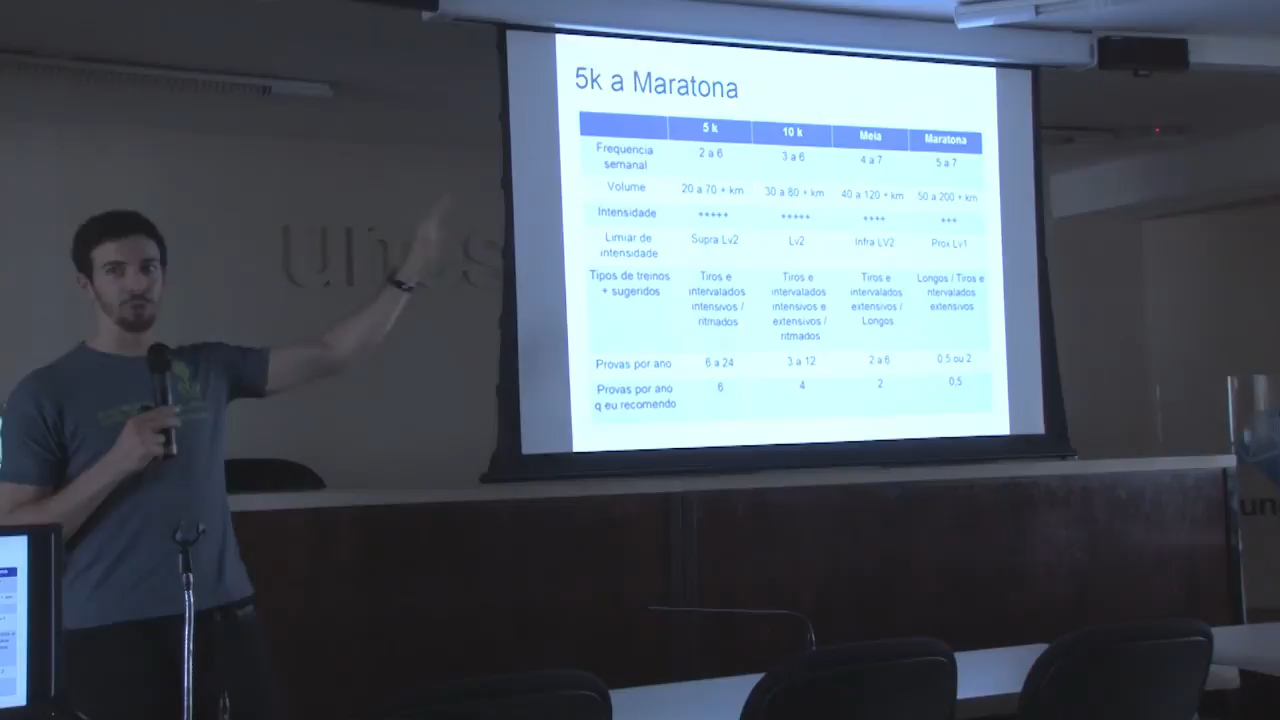 5k a Maratona
5 k 10 k Meia Maratona
Frequencia semanal 2 a 6 3 a 6 4 a 7 5 a 7
Volume 20 a 70 + km 30 a 80 + km 40 a 120 + km 50 a 200 + km
Intensidade +++++ +++++ ++++ +++
Limiar de intensidade Supra Lv2 Lv2 Infra LV2 Prox Lv1
Tipos de treinos + sugeridos Tiros e intervalados intensivos / ritmados Tiros e intervalados intensivos e extensivos / ritmados Tiros e intervalados extensivos / Longos Longos / Tiros e ntervalados extensivos
Provas por ano 6 a 24 3 a 12 2 a 6 0.5 ou 2
Provas por ano q eu recomendo 6 4 2 0.5